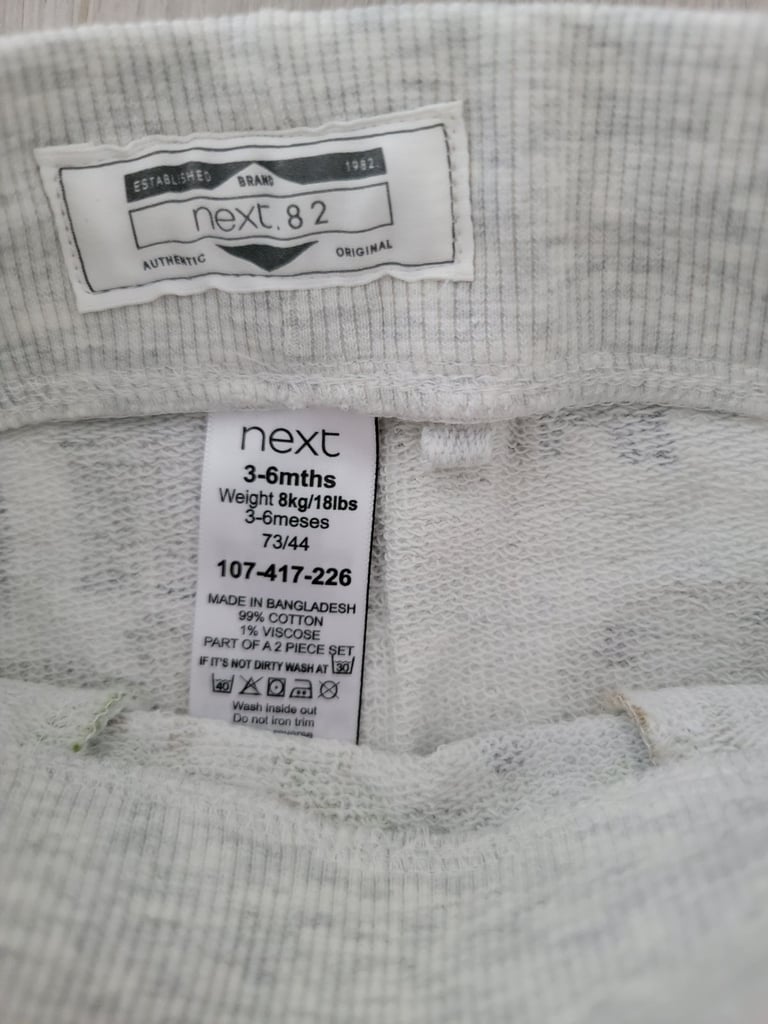 ESTABLISHED BRAND 1982.
next.82
AUTHENTIC ORIGINAL
next
3-6mths
Weight 8kg/18lbs
3-6meses
73/44
107-417-226
MADE IN BANGLADESH
99% COTTON
1% VISCOSE
PART OF A 2 PIECE SET
IF IT'S NOT DIRTY WASH AT 30
40
Wash inside out
Do not iron trim
reverse